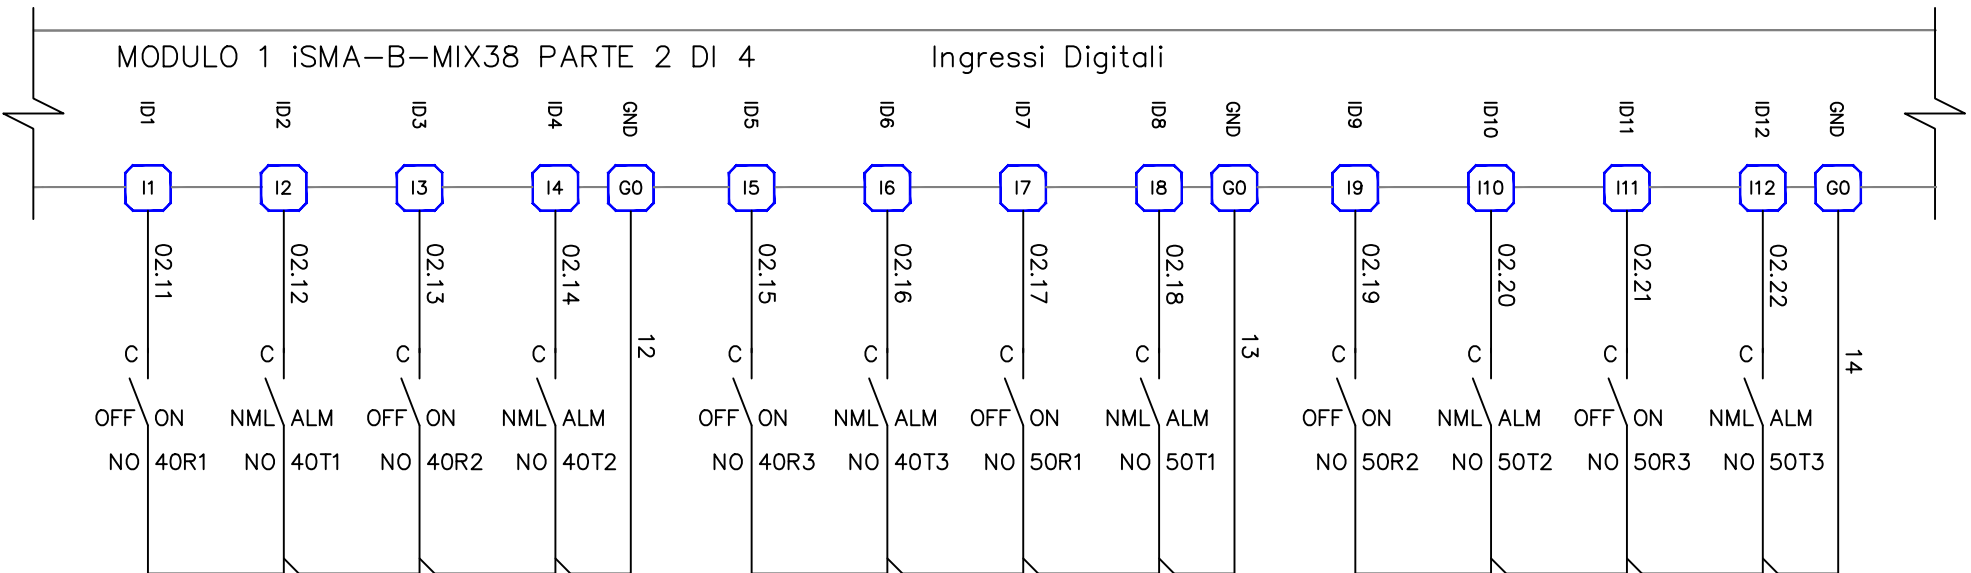 MODULO 1 iSMA-B-MIX38 PARTE 2 DI 4 Ingressi Digitali
ID1 ID2 ID3 ID4 GND ID5 ID6 ID7 ID8 GND ID9 ID10 ID11 ID12 GND
I1 I2 I3 I4 G0 I5 I6 I7 I8 G0 I9 I10 I11 I12 G0
02.11 02.12 02.13 02.14 02.15 02.16 02.17 02.18 02.19 02.20 02.21 02.22
12 13 14
C C C C C C C C C C C C
OFF ON NML ALM OFF ON NML ALM OFF ON NML ALM OFF ON NML ALM OFF ON NML ALM OFF ON NML ALM
NO 40R1 NO 40T1 NO 40R2 NO 40T2 NO 40R3 NO 40T3 NO 50R1 NO 50T1 NO 50R2 NO 50T2 NO 50R3 NO 50T3